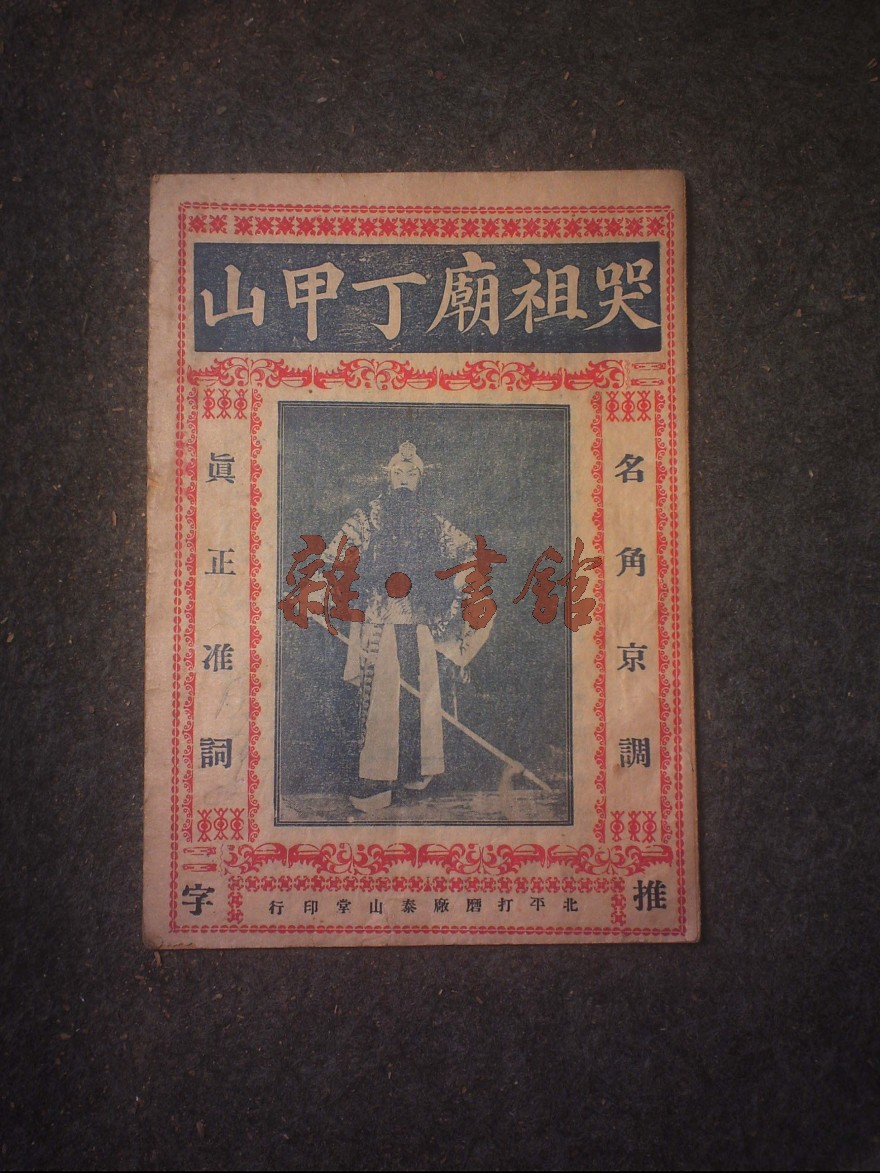 哭祖廟丁甲山
名角京調
真正准詞
推字
北平打磨廠泰山堂印行
雜·書館